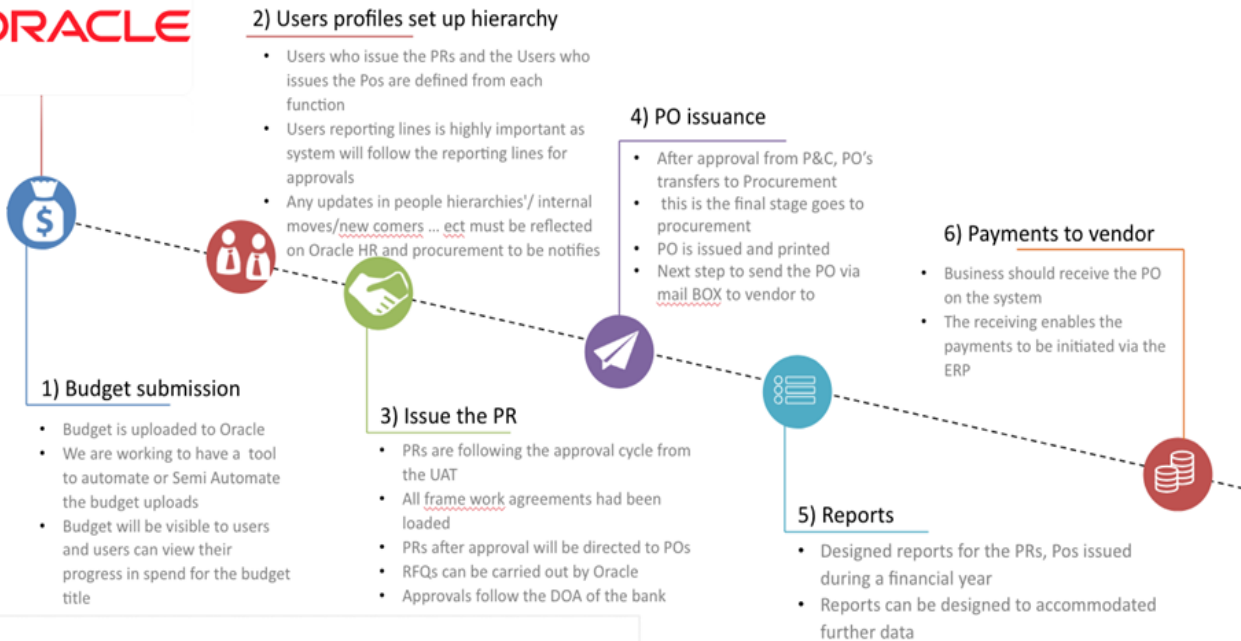 ORACLE
2) Users profiles set up hierarchy
• Users who issue the PRs and the Users who
issues the Pos are defined from each
function
• Users reporting lines is highly important as
system will follow the reporting lines for
approvals
• Any updates in people hierarchies'/ internal
moves/new comers ... ect must be reflected
on Oracle HR and procurement to be notifies
4) PO issuance
• After approval from P&C, PO's
transfers to Procurement
• this is the final stage goes to
procurement
• PO is issued and printed
• Next step to send the PO via
mail BOX to vendor to
6) Payments to vendor
• Business should receive the PO
on the system
• The receiving enables the
payments to be initiated via the
ERP
$
1) Budget submission
• Budget is uploaded to Oracle
• We are working to have a tool
to automate or Semi Automate
the budget uploads
• Budget will be visible to users
and users can view their
progress in spend for the budget
title
3) Issue the PR
• PRs are following the approval cycle from
the UAT
• All frame work agreements had been
loaded
• PRs after approval will be directed to POs
• RFQs can be carried out by Oracle
• Approvals follow the DOA of the bank
5) Reports
• Designed reports for the PRs, Pos issued
during a financial year
• Reports can be designed to accommodated
further data